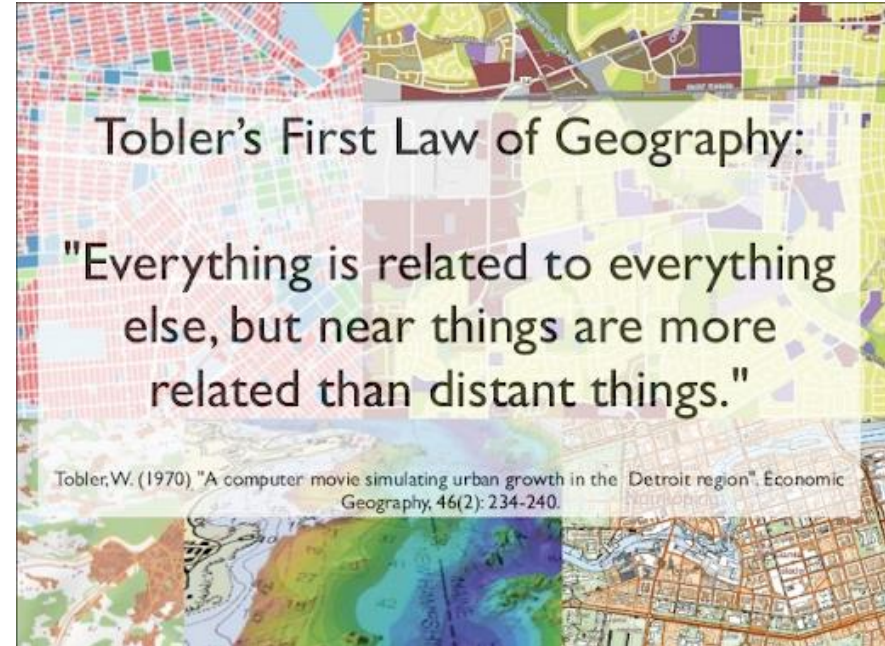 Tobler's First Law of Geography:
"Everything is related to everything
else, but near things are more
related than distant things."
Tobler, W. (1970) "A computer movie simulating urban growth in the Detroit region". Economic
Geography, 46(2): 234-240.